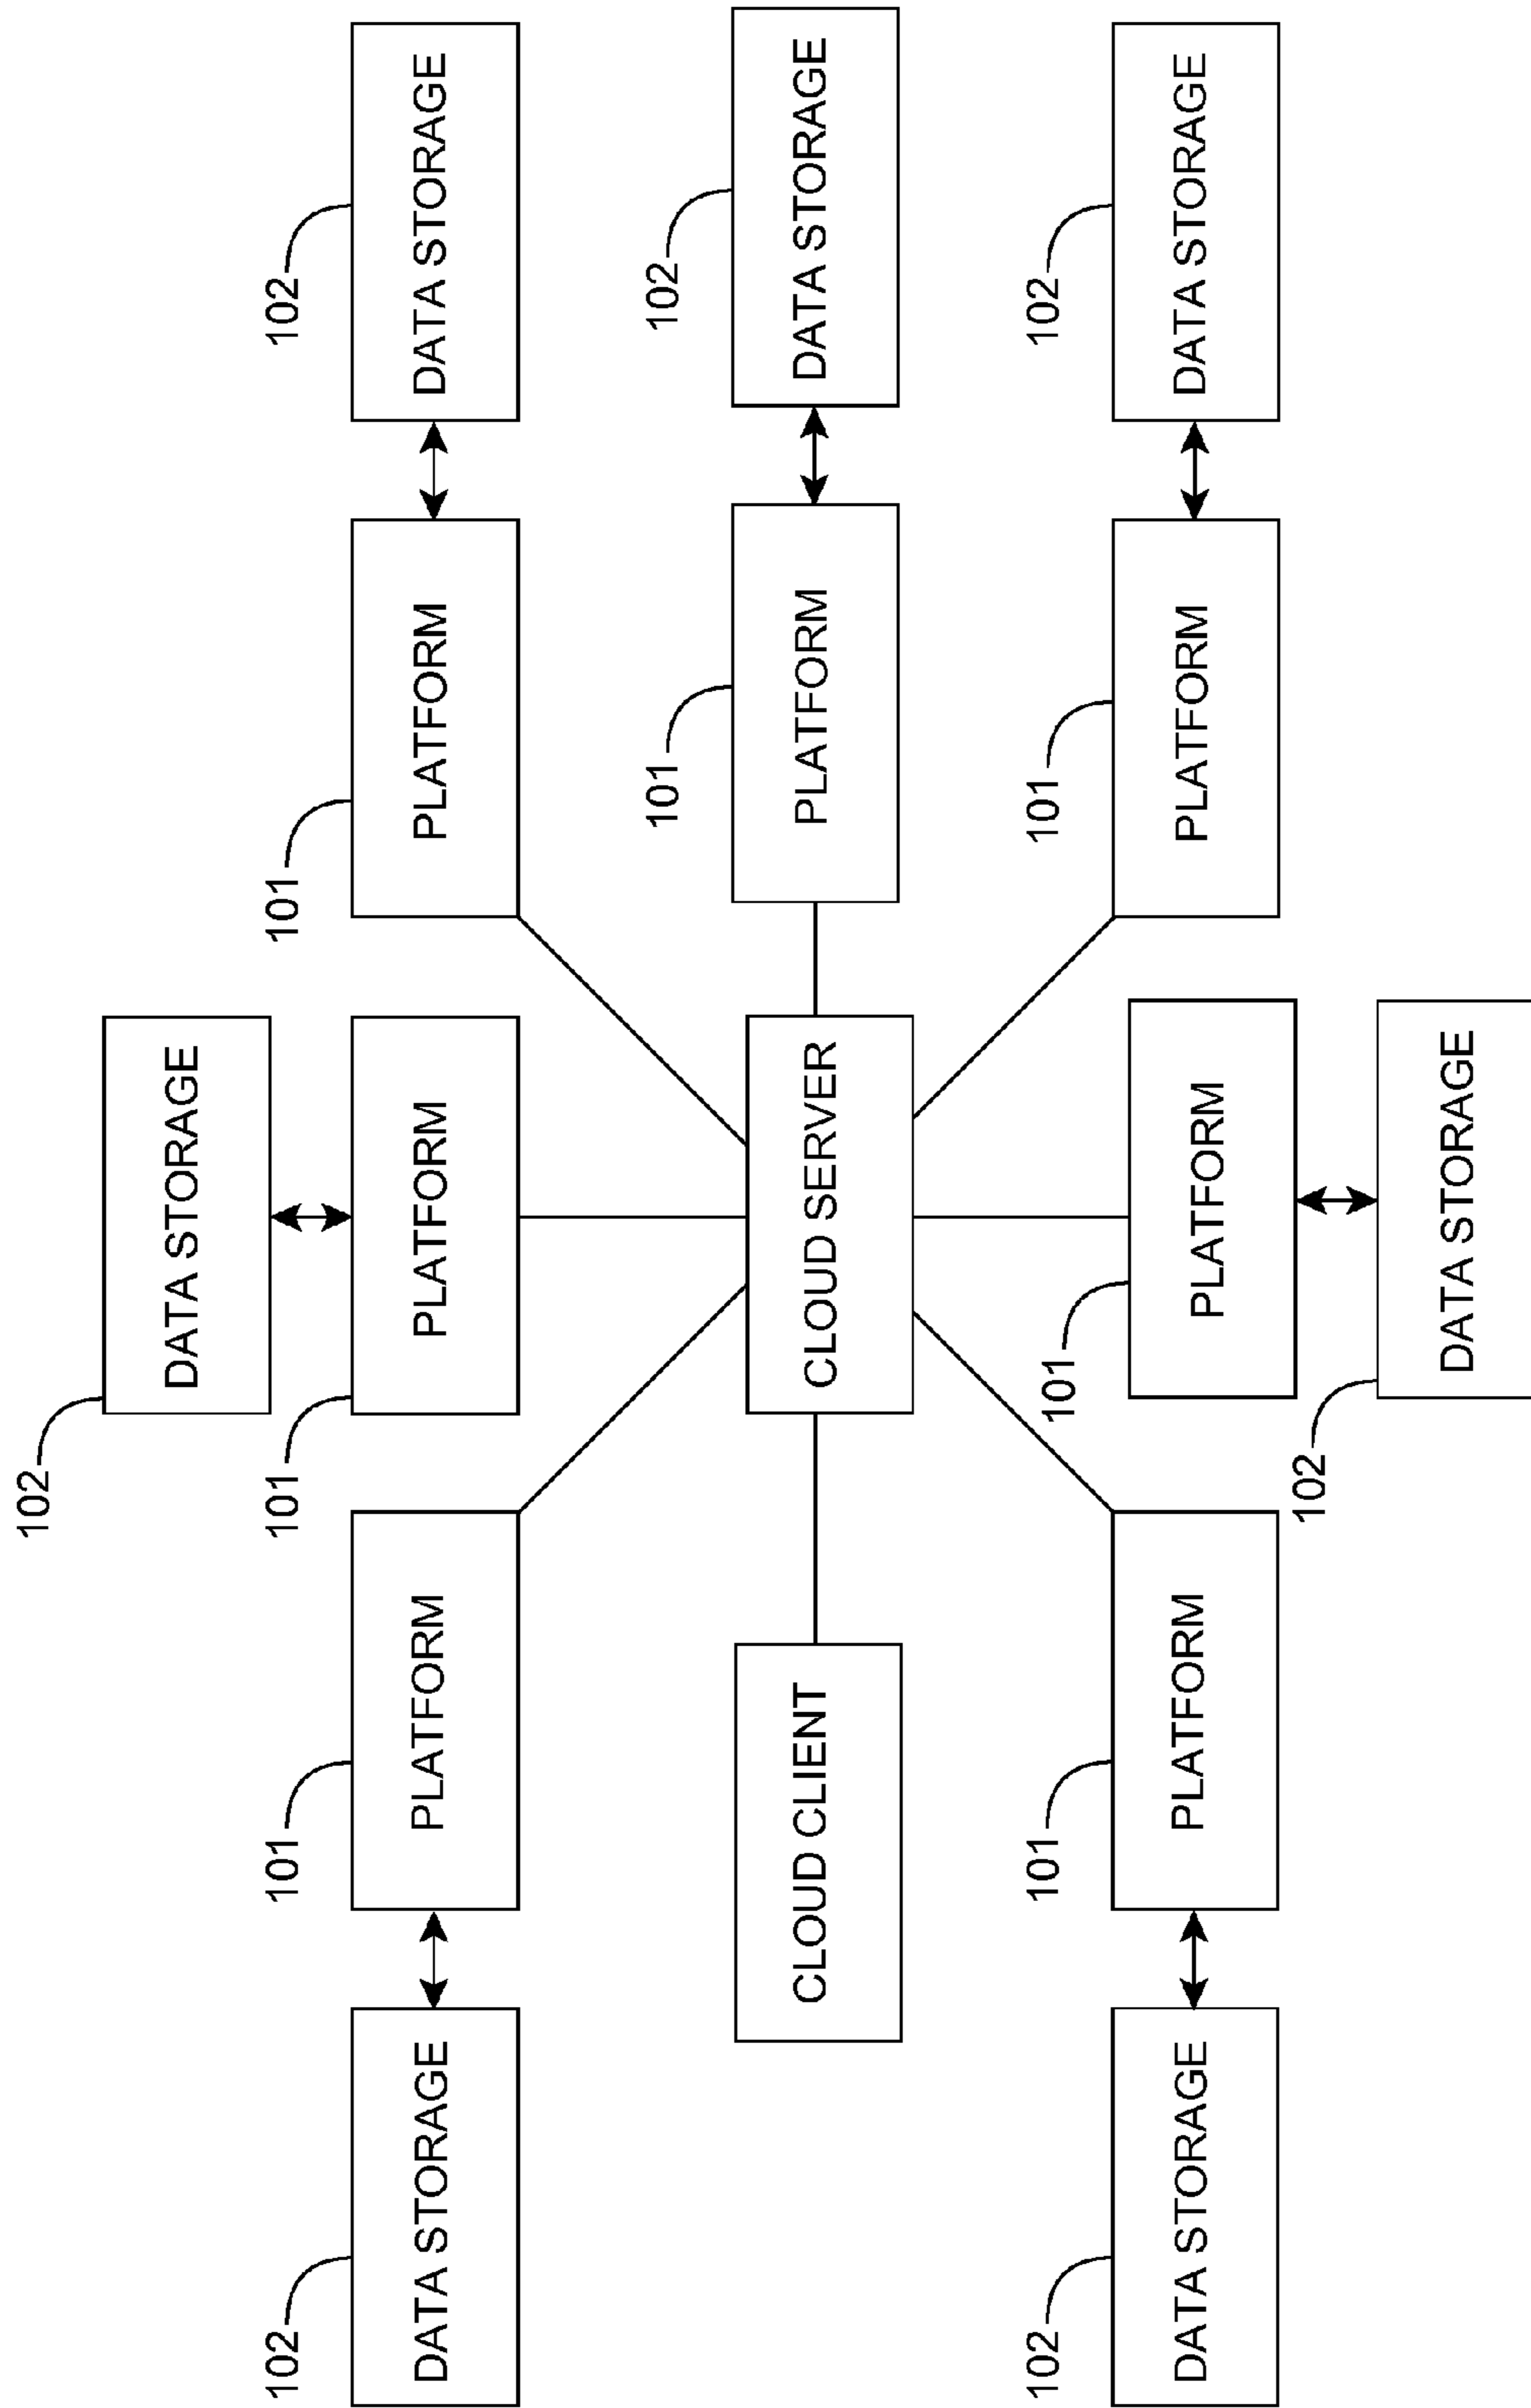 102
DATA STORAGE
102
101
101
101
102
DATA STORAGE
PLATFORM
PLATFORM
PLATFORM
DATA STORAGE
101
102
CLOUD CLIENT
CLOUD SERVER
PLATFORM
DATA STORAGE
102
101
101
101
102
DATA STORAGE
PLATFORM
PLATFORM
PLATFORM
DATA STORAGE
102
DATA STORAGE